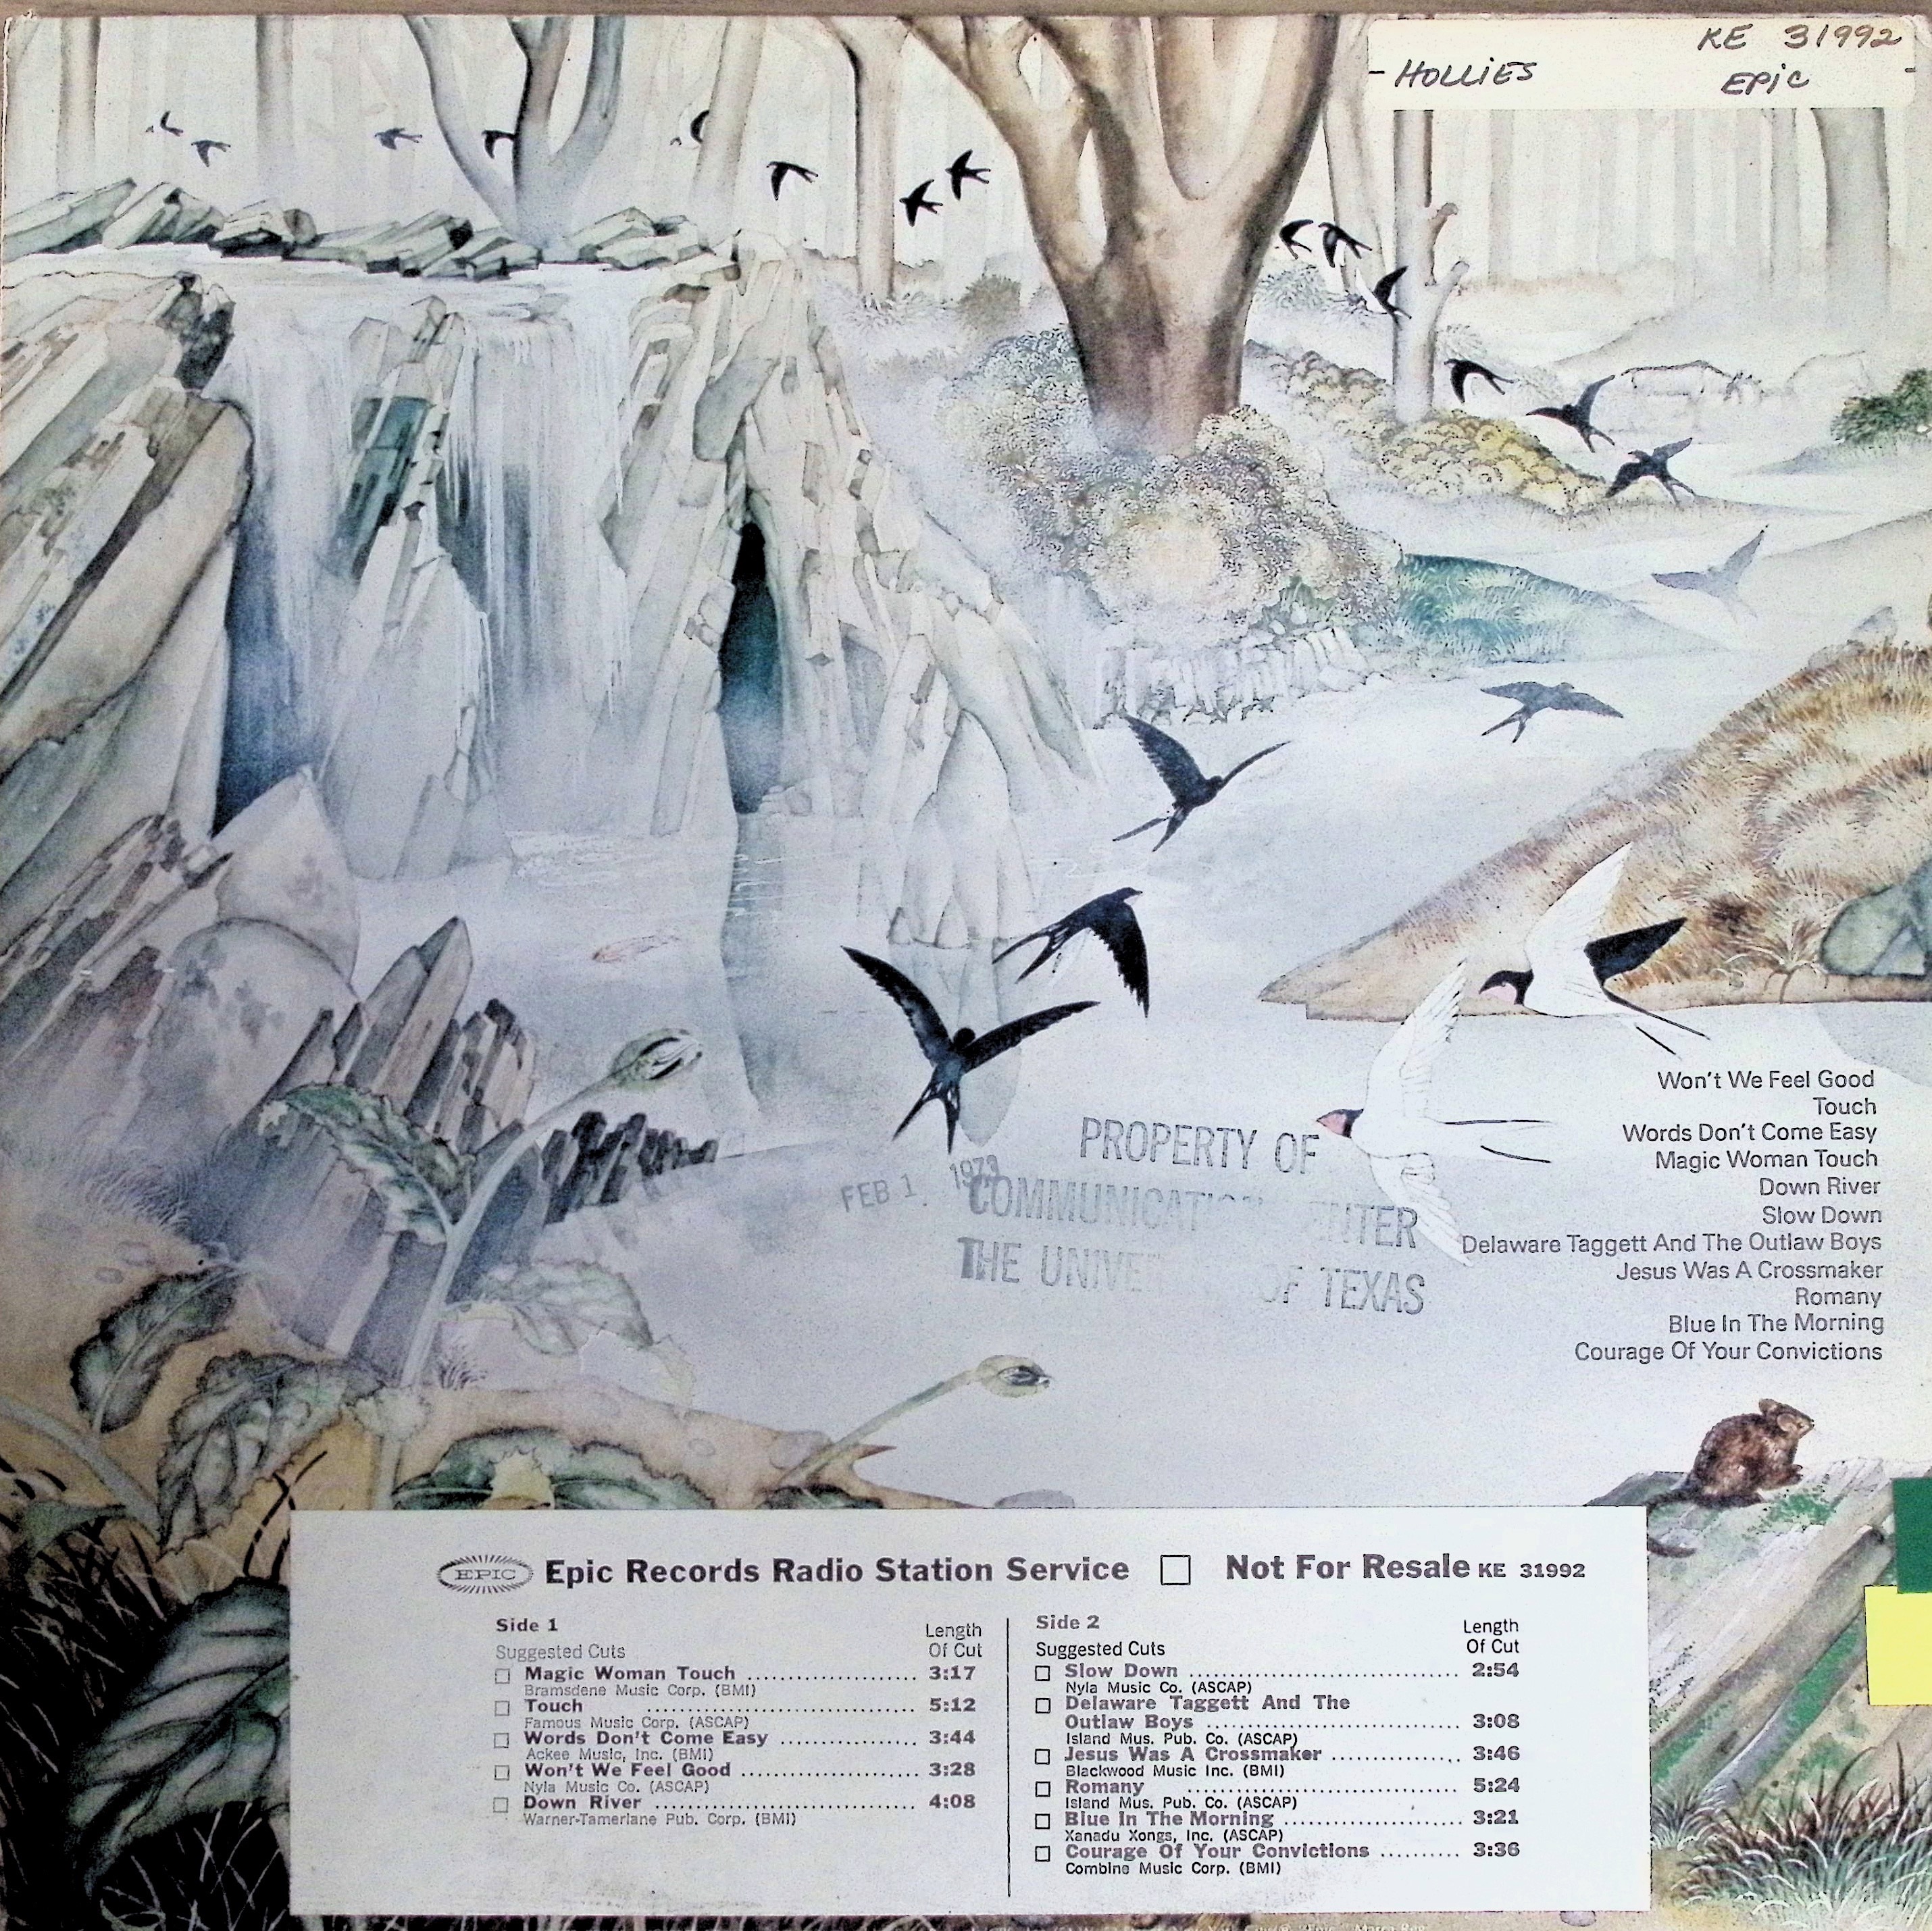 KE 31992
- HOLLIES EPIC -
Won't We Feel Good
Touch
Words Don't Come Easy
Magic Woman Touch
Down River
Slow Down
Delaware Taggett And The Outlaw Boys
Jesus Was A Crossmaker
Romany
Blue In The Morning
Courage Of Your Convictions
PROPERTY OF
FEB 1 1973
COMMUNICATION ENTER
THE UNIVE OF TEXAS
EPIC Epic Records Radio Station Service Not For Resale KE 31992
Side 1
Length
Suggested Cuts Of Cut
Magic Woman Touch .................. 3:17
Bramsdene Music Corp. (BMI)
Touch ............................ 5:12
Famous Music Corp. (ASCAP)
Words Don't Come Easy .............. 3:44
Ackee Music, Inc. (BMI)
Won't We Feel Good .................. 3:28
Nyla Music Co. (ASCAP)
Down River ........................... 4:08
Warner-Tamerlane Pub. Corp. (BMI)
Side 2
Length
Suggested Cuts Of Cut
Slow Down ............................ 2:54
Nyla Music Co. (ASCAP)
Delaware Taggett And The
Outlaw Boys .......................... 3:08
Island Mus. Pub. Co. (ASCAP)
Jesus Was A Crossmaker .............. 3:46
Blackwood Music Inc. (BMI)
Romany ............................ 5:24
Island Mus. Pub. Co. (ASCAP)
Blue In The Morning .................. 3:21
Xanadu Xongs, Inc. (ASCAP)
Courage Of Your Convictions .......... 3:36
Combine Music Corp. (BMI)